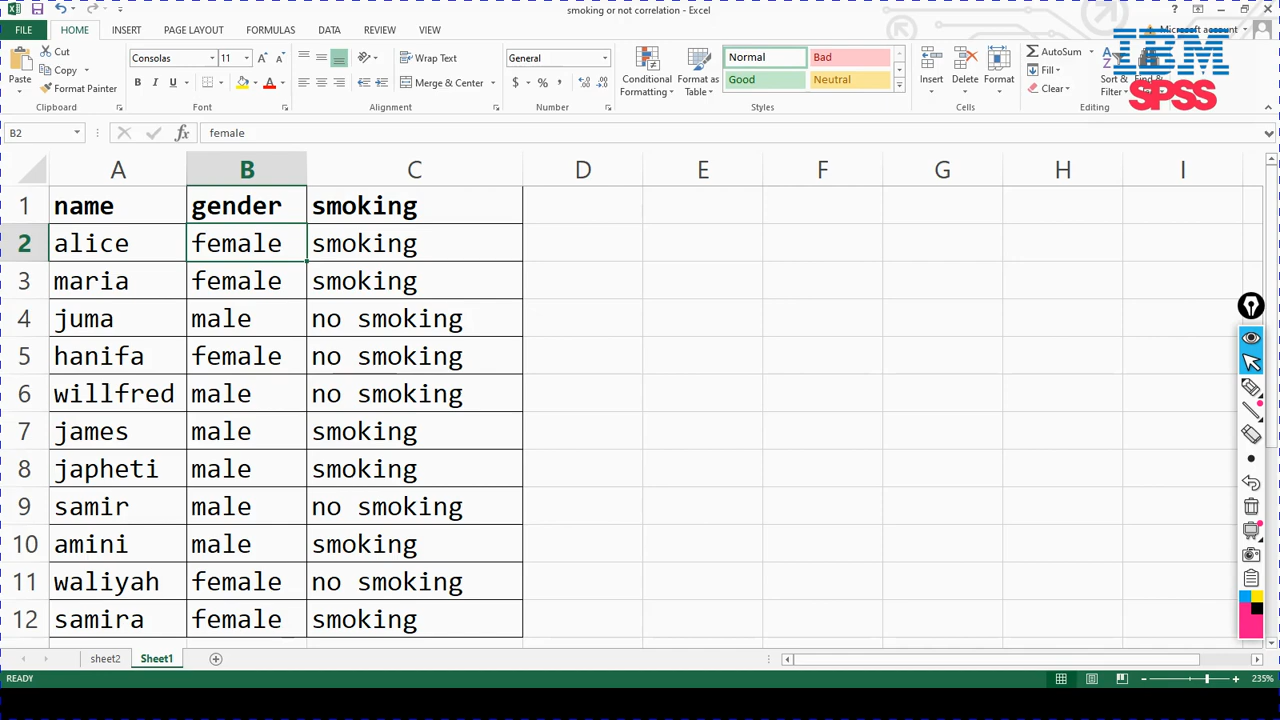 smoking or not correlation - Excel
FILE HOME INSERT PAGE LAYOUT FORMULAS DATA REVIEW VIEW Microsoft account
IBM
SPSS
Paste
Cut
Copy
Format Painter
Clipboard
Consolas 11
B I U
Font
Wrap Text
Alignment
General
%
Number
Conditional Formatting
Format as Table
Normal Bad
Good Neutral
Styles
Insert Delete Format
Cells
AutoSum
Fill
Clear
Sort & Filter
Find &
Editing
B2 fx female
A B C D E F G H I
1 name gender smoking
2 alice female smoking
3 maria female smoking
4 juma male no smoking
5 hanifa female no smoking
6 willfred male no smoking
7 james male smoking
8 japheti male smoking
9 samir male no smoking
10 amini male smoking
11 waliyah female no smoking
12 samira female smoking
sheet2 Sheet1
READY 235%